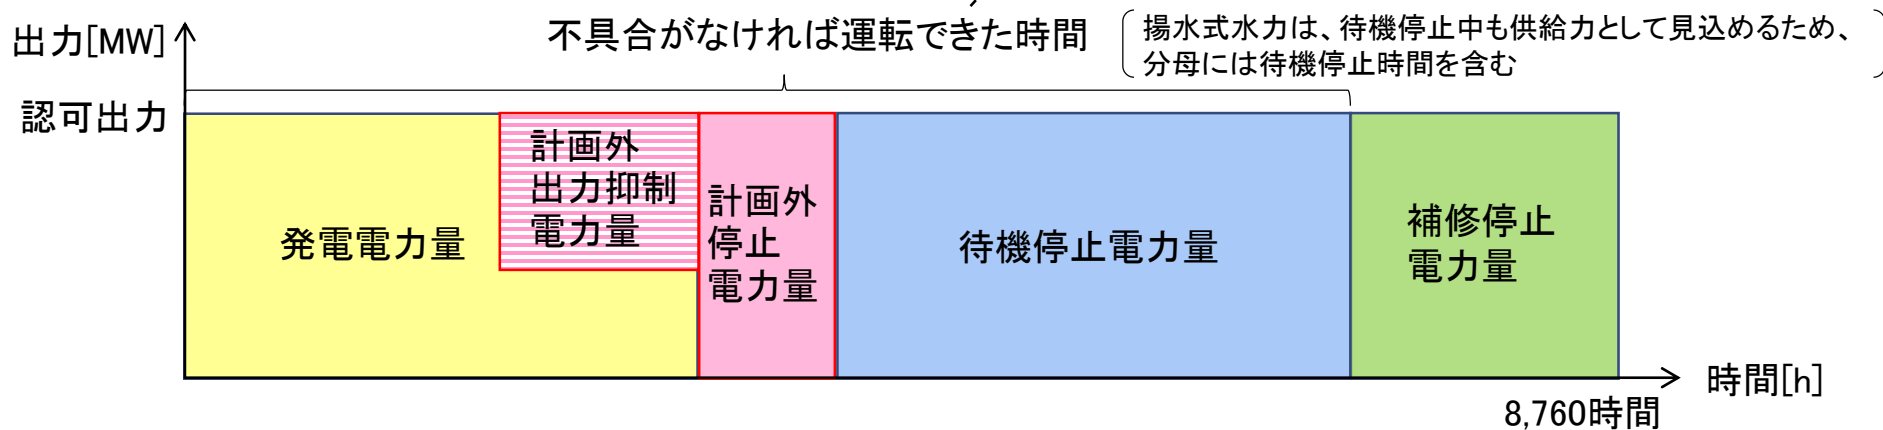 不具合がなければ運転できた時間
揚水式水力は、待機停止中も供給力として見込めるため、
分母には待機停止時間を含む
出力[MW]
認可出力
発電電力量
計画外
出力抑制
電力量
計画外
停止
電力量
待機停止電力量
補修停止
電力量
時間[h]
8,760時間